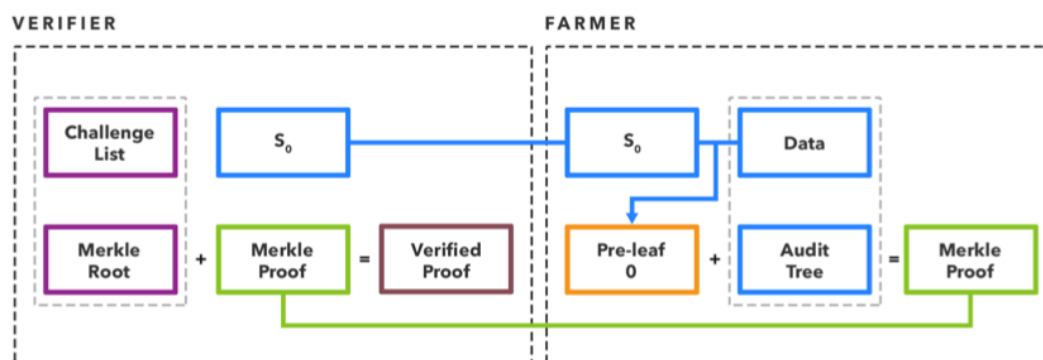 VERIFIER
FARMER
Challenge
List
S₀
S₀
Data
Merkle
Root
+
Merkle
Proof
=
Verified
Proof
Pre-leaf
0
+
Audit
Tree
=
Merkle
Proof